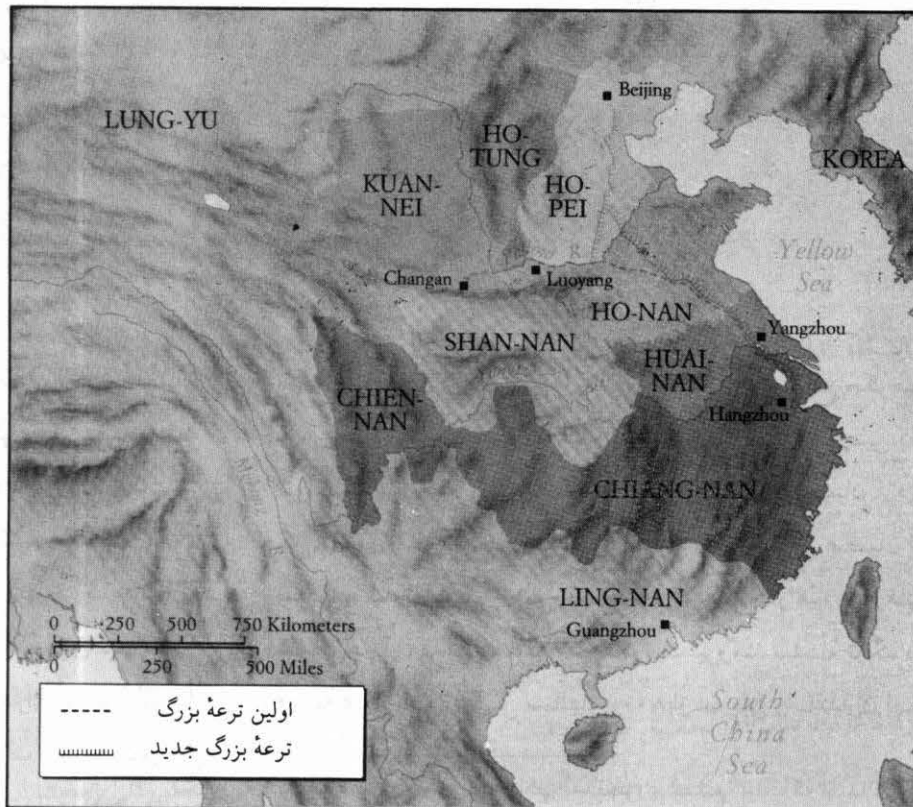 Beijing
LUNG-YU
HO-
TUNG
KOREA
KUAN-
NEI
HO-
PEI
Yellow
Sea
Changan
Luoyang
HO-NAN
Yangzhou
SHAN-NAN
HUAI-
NAN
CHIEN-
NAN
Hangzhou
CHIANG-NAN
LING-NAN
Guangzhou
0 250 500 750 Kilometers
0 250 500 Miles
South
China
Sea
اولین ترعهٔ بزرگ
ترعهٔ بزرگ جدید